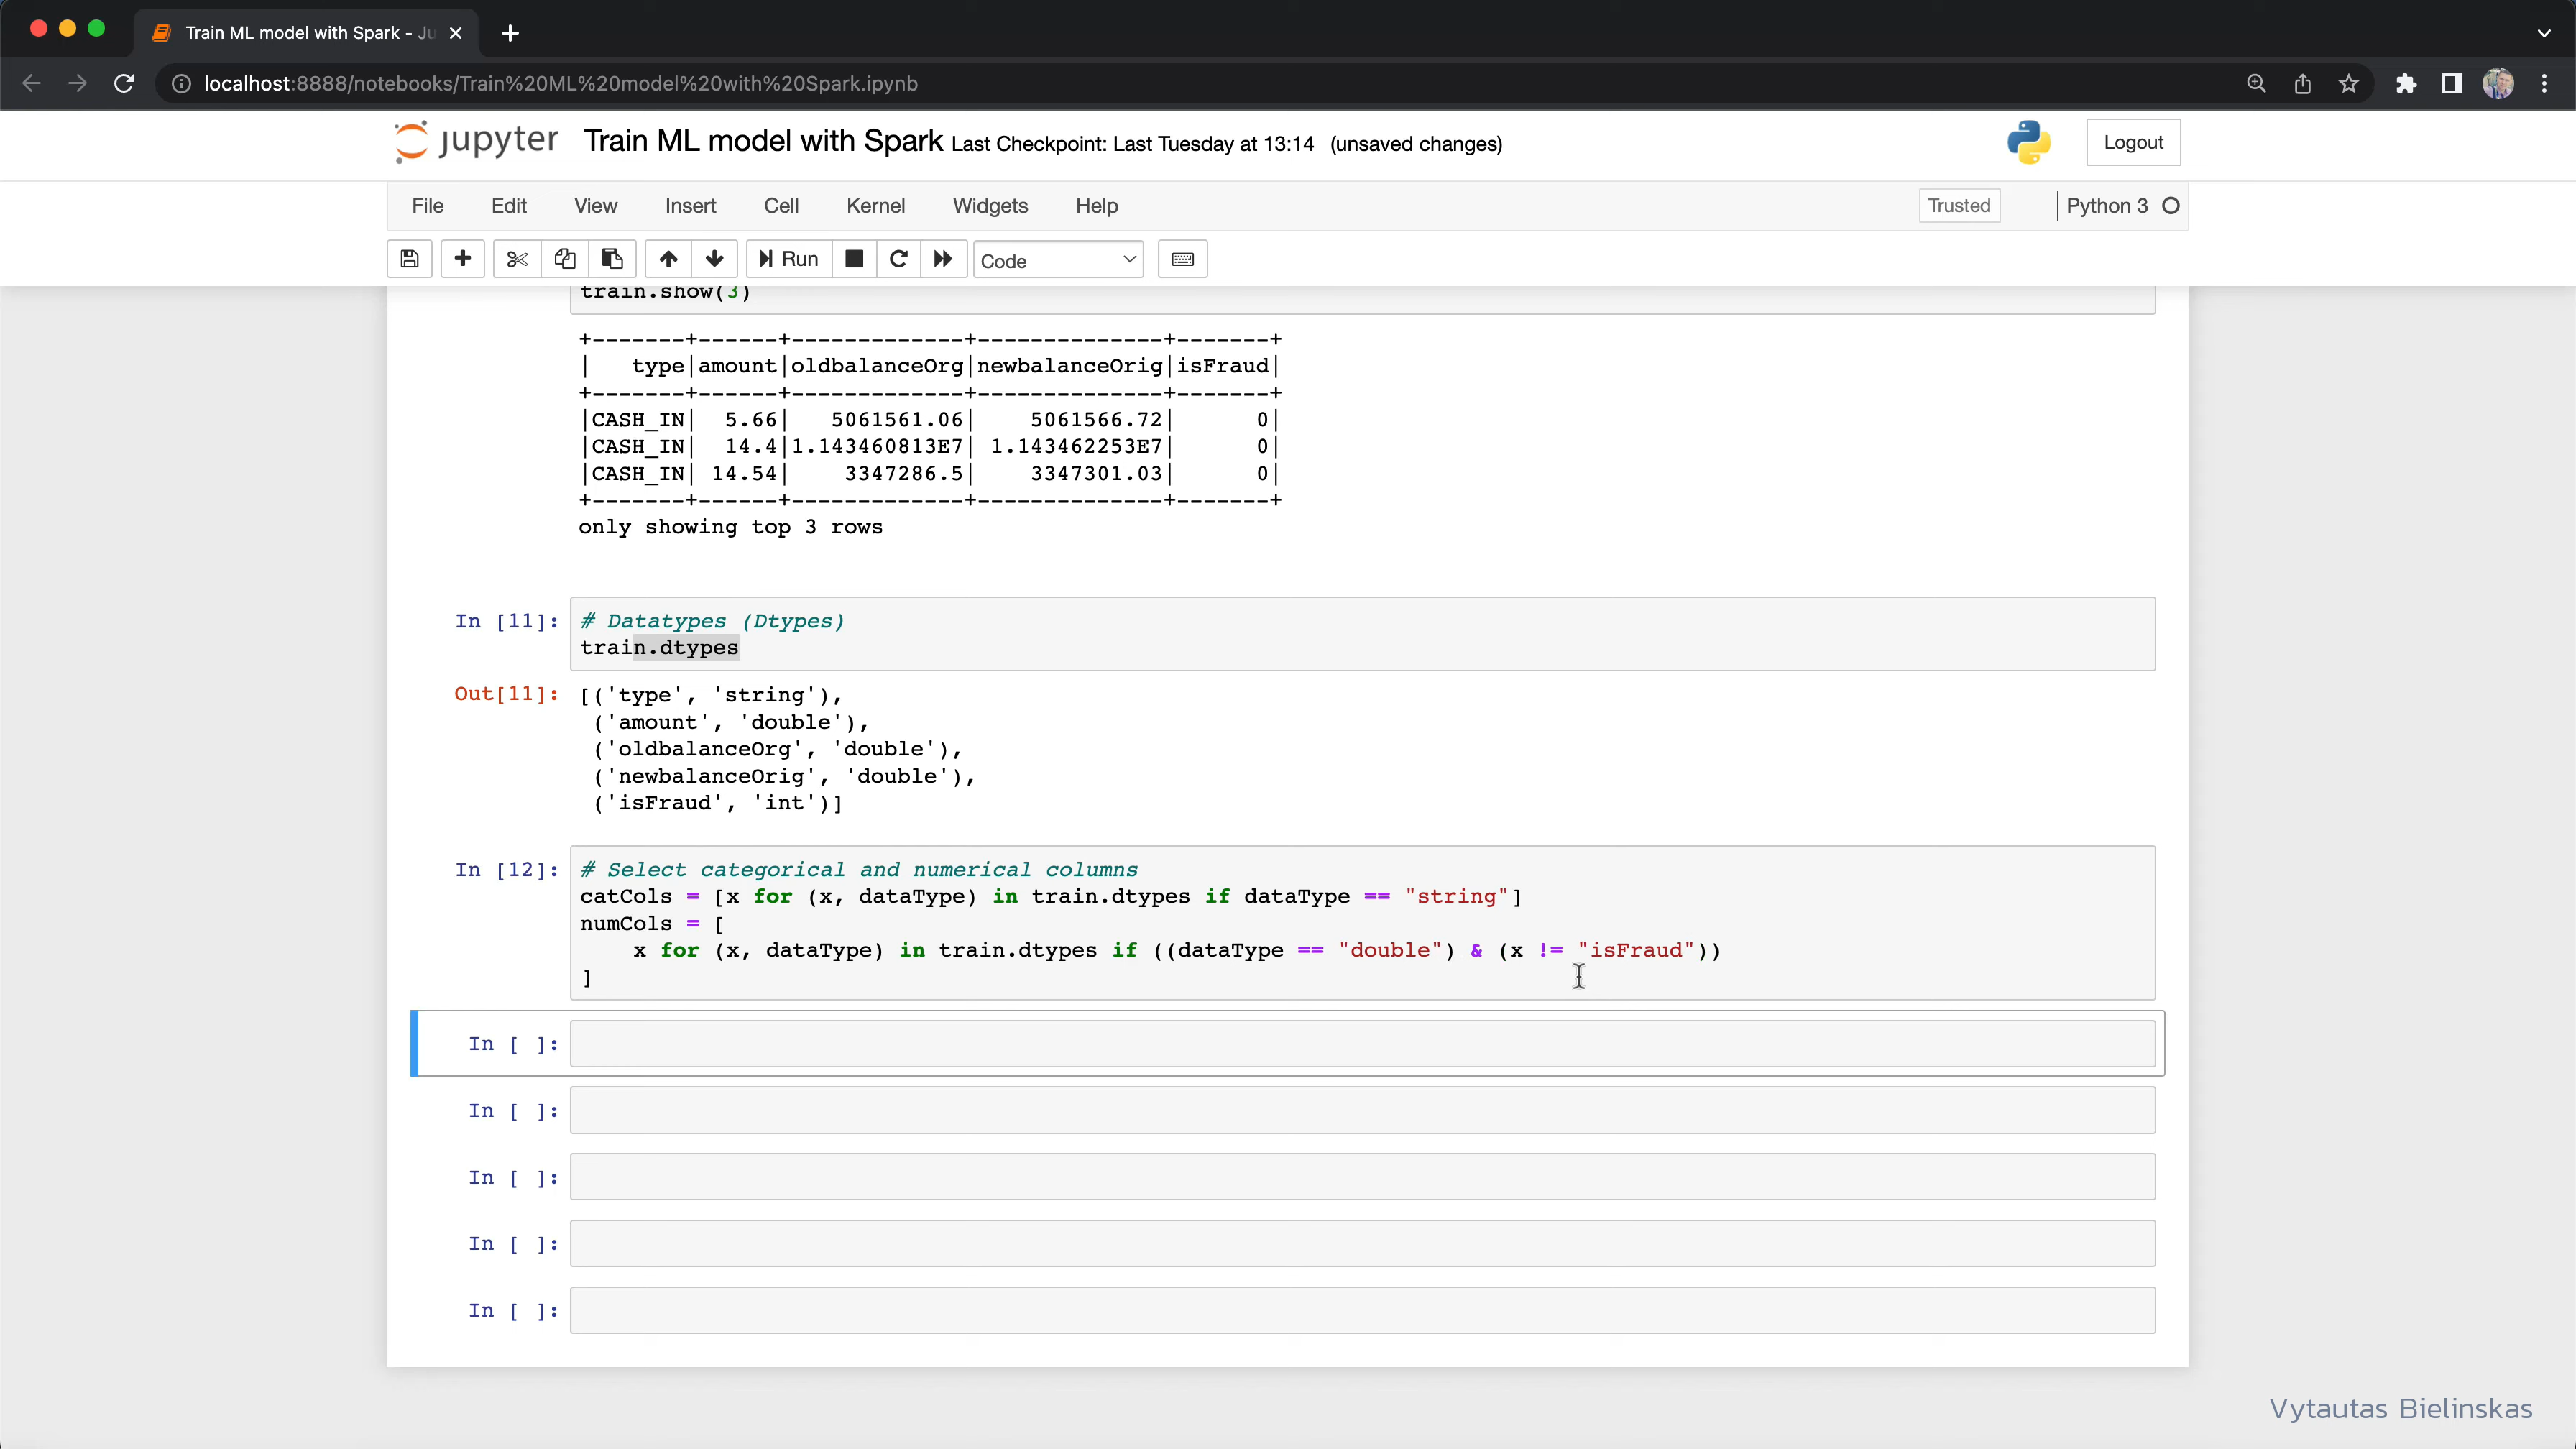 Train ML model with Spark - Ju
localhost:8888/notebooks/Train%20ML%20model%20with%20Spark.ipynb
jupyter Train ML model with Spark Last Checkpoint: Last Tuesday at 13:14 (unsaved changes)
Logout
File Edit View Insert Cell Kernel Widgets Help Trusted Python 3
Run Code
train.show(3)
+-------+------+-------------+--------------+-------+
|   type|amount|oldbalanceOrg|newbalanceOrig|isFraud|
+-------+------+-------------+--------------+-------+
|CASH_IN|  5.66|   5061561.06|    5061566.72|      0|
|CASH_IN|  14.4|1.143460813E7| 1.143462253E7|      0|
|CASH_IN| 14.54|    3347286.5|    3347301.03|      0|
+-------+------+-------------+--------------+-------+
only showing top 3 rows
In [11]: # Datatypes (Dtypes)
train.dtypes
Out[11]: [('type', 'string'),
('amount', 'double'),
('oldbalanceOrg', 'double'),
('newbalanceOrig', 'double'),
('isFraud', 'int')]
In [12]: # Select categorical and numerical columns
catCols = [x for (x, dataType) in train.dtypes if dataType == "string"]
numCols = [
x for (x, dataType) in train.dtypes if ((dataType == "double") & (x != "isFraud"))
]
In [ ]:
In [ ]:
In [ ]:
In [ ]:
In [ ]:
Vytautas Bielinskas